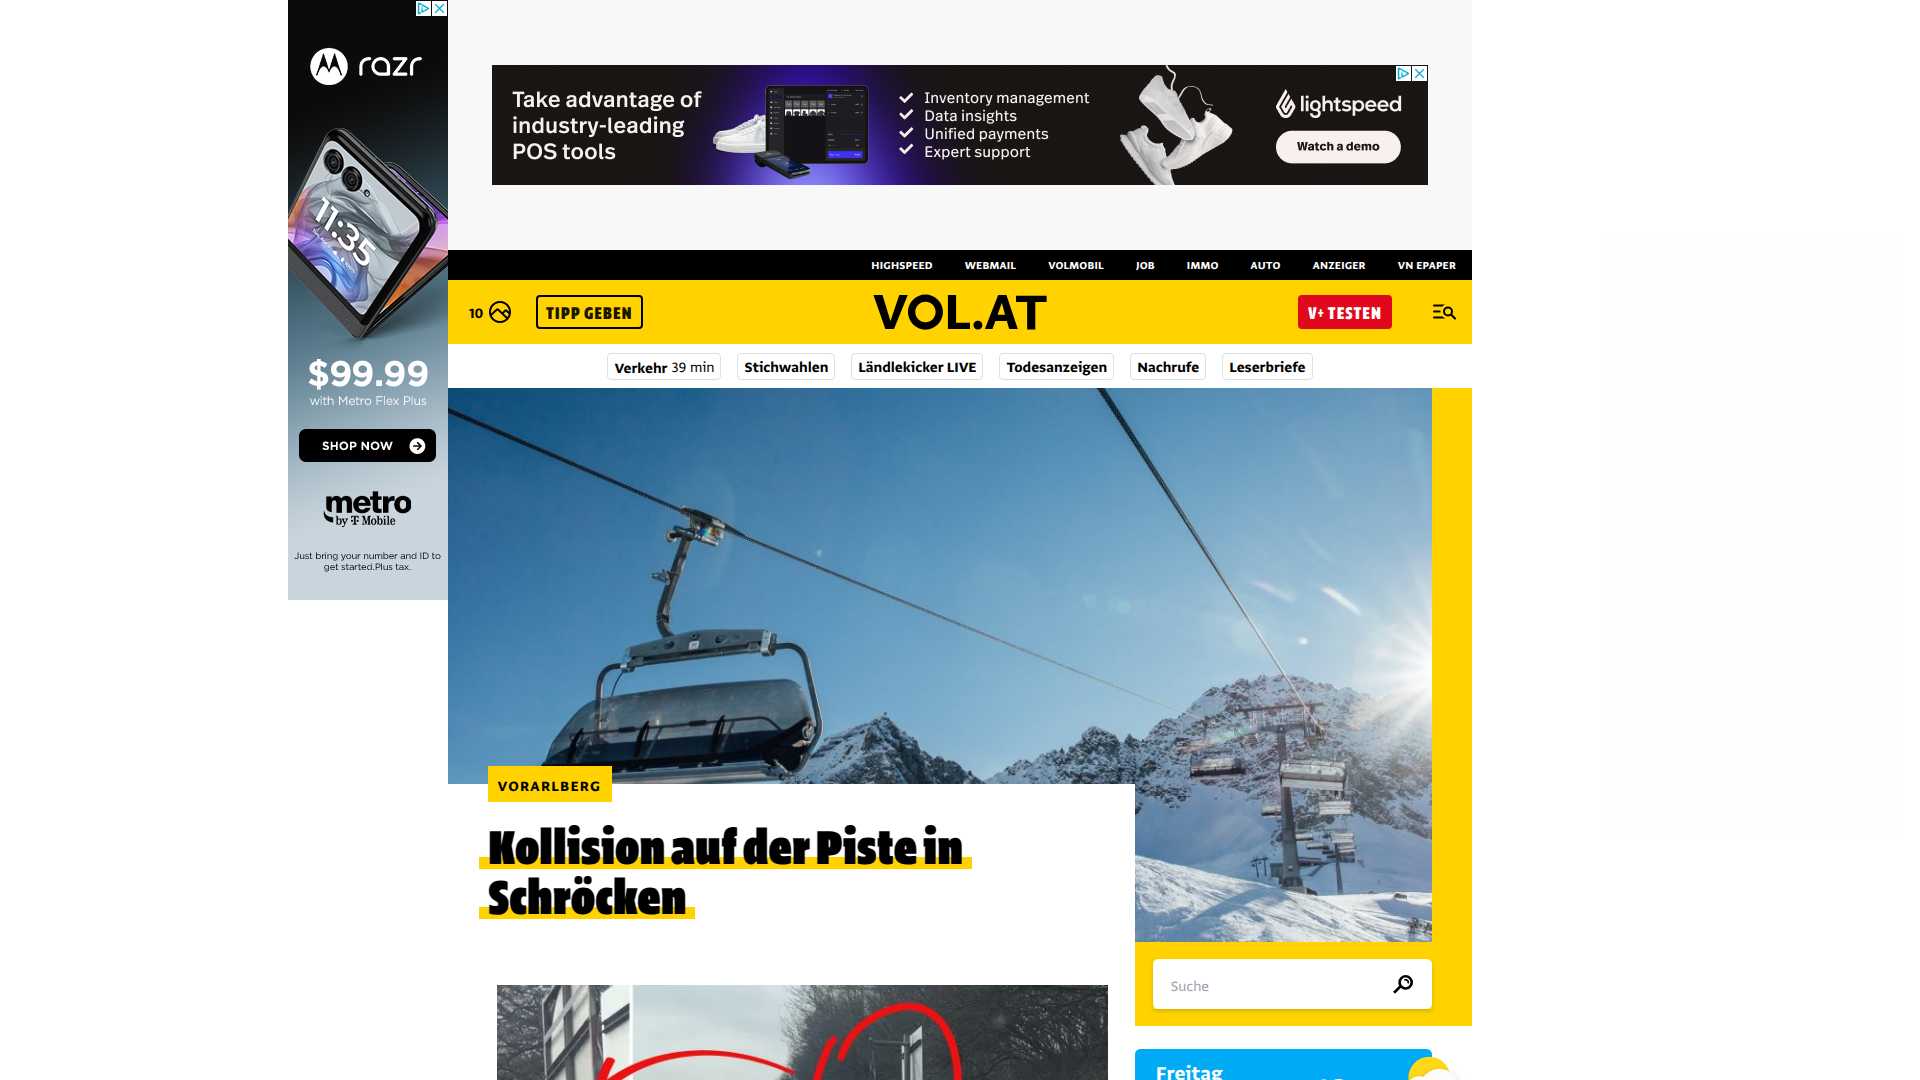 razr
11:35
$99.99
with Metro Flex Plus
SHOP NOW
metro
by T Mobile
Just bring your number and ID to
get started.Plus tax.
Take advantage of
industry-leading
POS tools
Inventory management
Data insights
Unified payments
Expert support
lightspeed
Watch a demo
HIGHSPEED WEBMAIL VOLMOBIL JOB IMMO AUTO ANZEIGER VN EPAPER
10 TIPP GEBEN VOL.AT V+ TESTEN
Verkehr 39 min Stichwahlen Ländlekicker LIVE Todesanzeigen Nachrufe Leserbriefe
VORARLBERG
Kollision auf der Piste in
Schröcken
Suche
Freitag